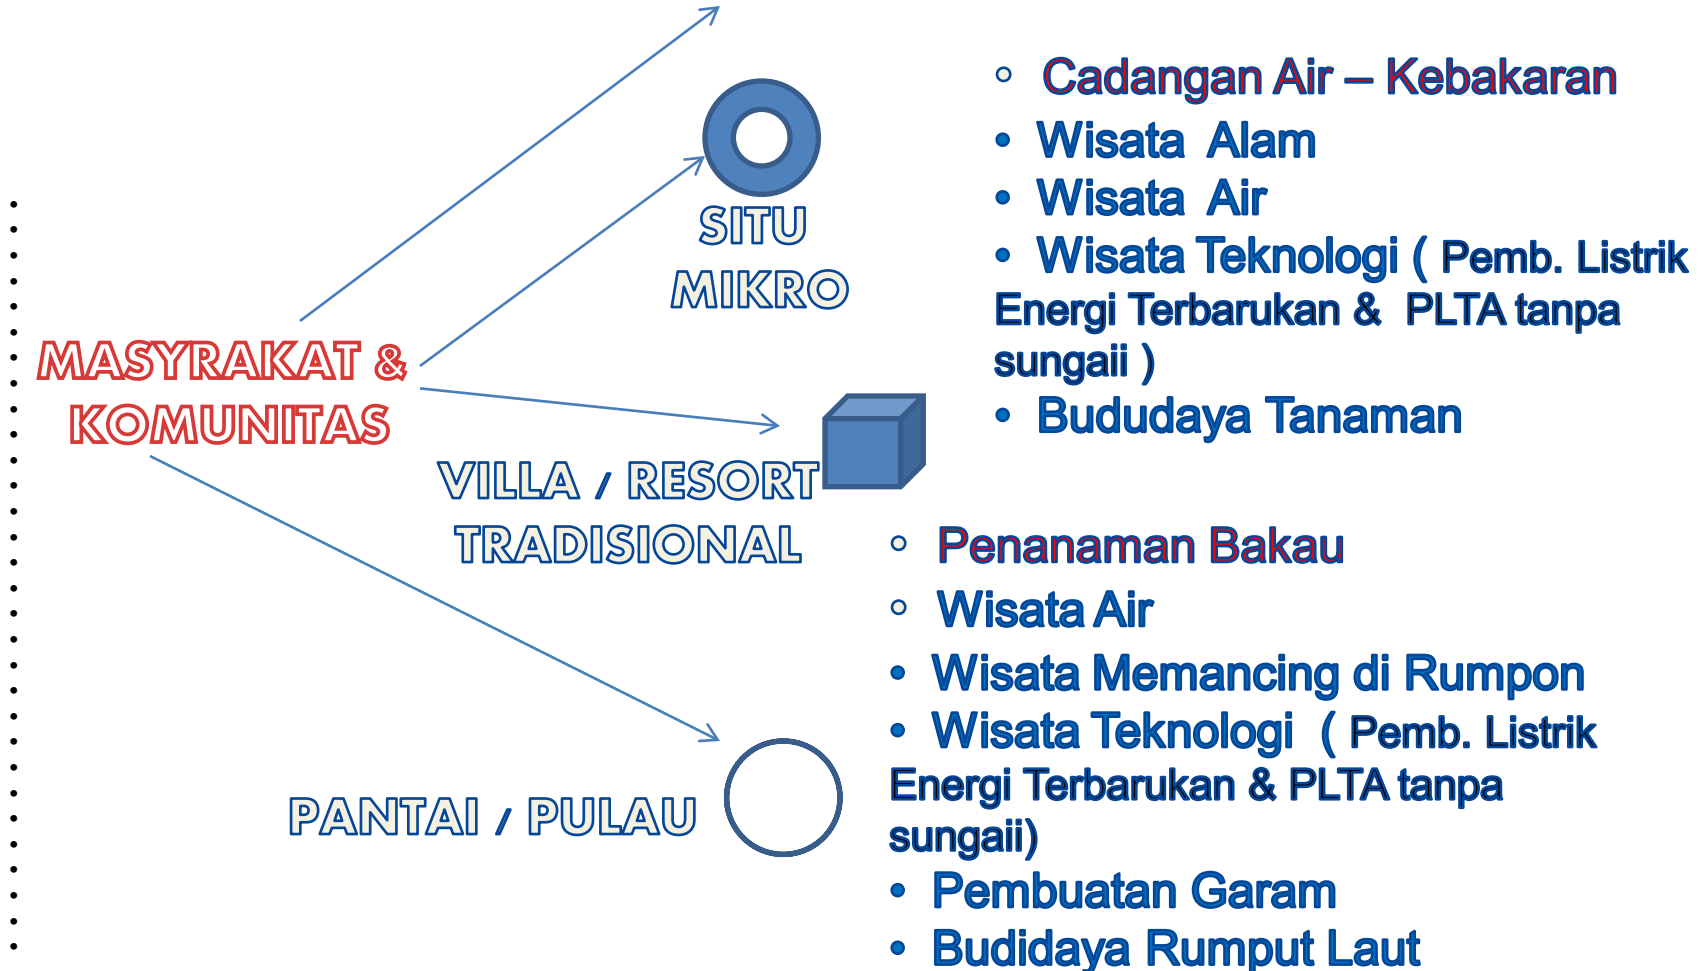 Cadangan Air – Kebakaran
Wisata Alam
Wisata Air
Wisata Teknologi ( Pemb. Listrik
Energi Terbarukan & PLTA tanpa
sungaii )
Bududaya Tanaman
SITU
MIKRO
MASYRAKAT &
KOMUNITAS
VILLA / RESORT
TRADISIONAL
Penanaman Bakau
Wisata Air
Wisata Memancing di Rumpon
Wisata Teknologi ( Pemb. Listrik
Energi Terbarukan & PLTA tanpa
sungaii)
Pembuatan Garam
Budidaya Rumput Laut
PANTAI / PULAU